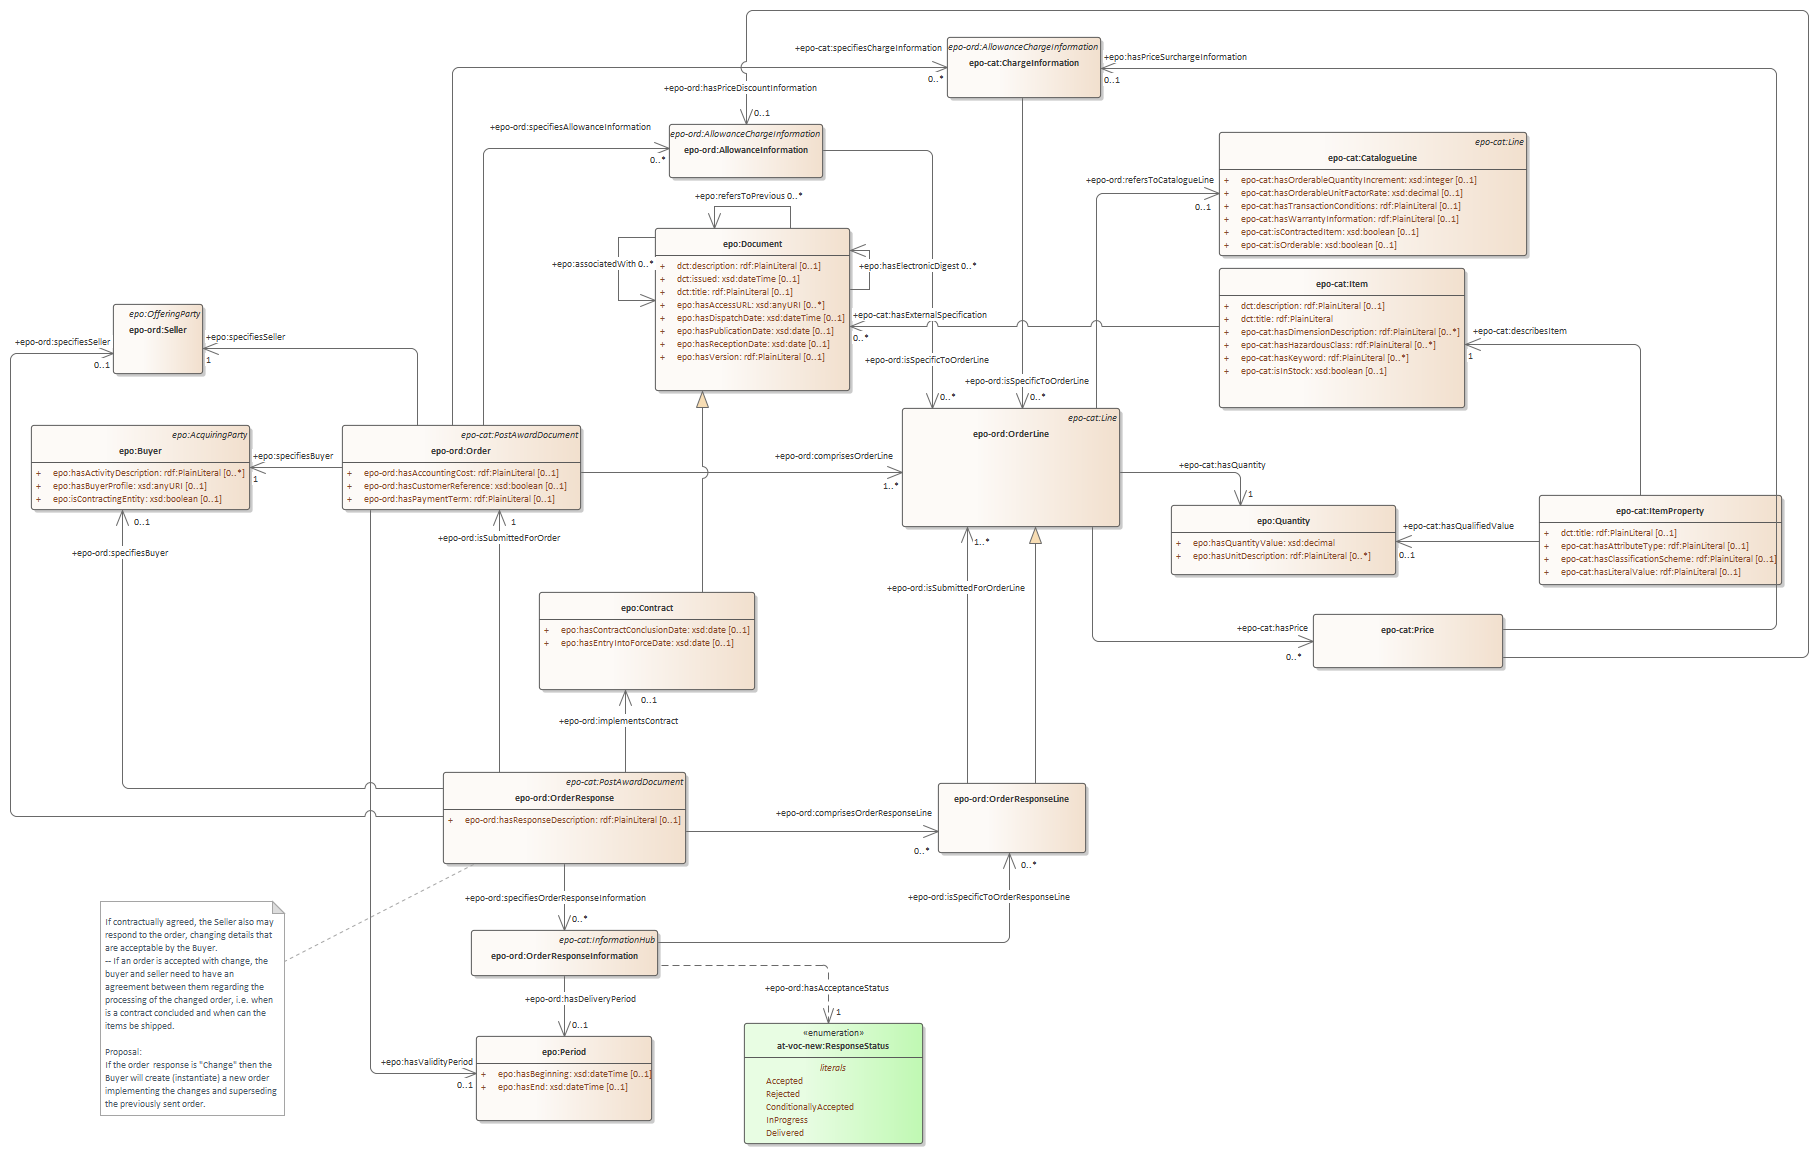 +epo-cat:specifiesChargeInformation
0..*
epo-ord:AllowanceChargeInformation
epo-cat:ChargeInformation
+epo:hasPriceSurchargeInformation
0..1
+epo-ord:hasPriceDiscountInformation
0..1
+epo-ord:specifiesAllowanceInformation
0..*
epo-ord:AllowanceChargeInformation
epo-ord:AllowanceInformation
epo-cat:Line
epo-cat:CatalogueLine
+ epo-cat:hasOrderableQuantityIncrement: xsd:integer [0..1]
+ epo-cat:hasOrderableUnitFactorRate: xsd:decimal [0..1]
+ epo-cat:hasTransactionConditions: rdf:PlainLiteral [0..1]
+ epo-cat:hasWarrantyInformation: rdf:PlainLiteral [0..1]
+ epo-cat:isContractedItem: xsd:boolean [0..1]
+ epo-cat:isOrderable: xsd:boolean [0..1]
+epo-ord:refersToCatalogueLine
0..1
+epo:refersToPrevious 0..*
epo:Document
+ dct:description: rdf:PlainLiteral [0..1]
+ dct:issued: xsd:dateTime [0..1]
+ dct:title: rdf:PlainLiteral [0..1]
+ epo:hasAccessURL: xsd:anyURI [0..*]
+ epo:hasDispatchDate: xsd:dateTime [0..1]
+ epo:hasPublicationDate: xsd:date [0..1]
+ epo:hasReceptionDate: xsd:date [0..1]
+ epo:hasVersion: rdf:PlainLiteral [0..1]
+epo:associatedWith 0..*
+epo:hasElectronicDigest 0..*
+epo-cat:hasExternalSpecification
0..*
epo-cat:Item
+ dct:description: rdf:PlainLiteral [0..1]
+ dct:title: rdf:PlainLiteral
+ epo-cat:hasDimensionDescription: rdf:PlainLiteral [0..*]
+ epo-cat:hasHazardousClass: rdf:PlainLiteral [0..*]
+ epo-cat:hasKeyword: rdf:PlainLiteral [0..*]
+ epo-cat:isInStock: xsd:boolean [0..1]
+epo-cat:describesItem
1
epo:OfferingParty
epo-ord:Seller
+epo-ord:specifiesSeller
0..1
+epo:specifiesSeller
1
+epo-ord:isSpecificToOrderLine
0..*
+epo-ord:isSpecificToOrderLine
0..*
epo:AcquiringParty
epo:Buyer
+ epo:hasActivityDescription: rdf:PlainLiteral [0..*]
+ epo:hasBuyerProfile: xsd:anyURI [0..1]
+ epo:isContractingEntity: xsd:boolean [0..1]
+epo:specifiesBuyer
1
epo-cat:PostAwardDocument
epo-ord:Order
+ epo-ord:hasAccountingCost: rdf:PlainLiteral [0..1]
+ epo-ord:hasCustomerReference: xsd:boolean [0..1]
+ epo-ord:hasPaymentTerm: rdf:PlainLiteral [0..1]
+epo-ord:comprisesOrderLine
1..*
epo-cat:Line
epo-ord:OrderLine
+epo-cat:hasQuantity
1
epo:Quantity
+ epo:hasQuantityValue: xsd:decimal
+ epo:hasUnitDescription: rdf:PlainLiteral [0..*]
+epo-cat:hasQualifiedValue
0..1
epo-cat:ItemProperty
+ dct:title: rdf:PlainLiteral [0..1]
+ epo-cat:hasAttributeType: rdf:PlainLiteral [0..1]
+ epo-cat:hasClassificationScheme: rdf:PlainLiteral [0..1]
+ epo-cat:hasLiteralValue: rdf:PlainLiteral [0..1]
0..1
+epo-ord:specifiesBuyer
1
+epo-ord:isSubmittedForOrder
1..*
+epo-ord:isSubmittedForOrderLine
epo:Contract
+ epo:hasContractConclusionDate: xsd:date [0..1]
+ epo:hasEntryIntoForceDate: xsd:date [0..1]
+epo-cat:hasPrice
0..*
epo-cat:Price
0..1
+epo-ord:implementsContract
epo-cat:PostAwardDocument
epo-ord:OrderResponse
+ epo-ord:hasResponseDescription: rdf:PlainLiteral [0..1]
+epo-ord:comprisesOrderResponseLine
0..*
epo-ord:OrderResponseLine
0..*
+epo-ord:isSpecificToOrderResponseLine
+epo-ord:specifiesOrderResponseInformation
0..*
epo-cat:InformationHub
epo-ord:OrderResponseInformation
+epo-ord:hasDeliveryPeriod
0..1
+epo-ord:hasAcceptanceStatus
1
+epo:hasValidityPeriod
0..1
epo:Period
+ epo:hasBeginning: xsd:dateTime [0..1]
+ epo:hasEnd: xsd:dateTime [0..1]
«enumeration»
at-voc-new:ResponseStatus
literals
Accepted
Rejected
ConditionallyAccepted
InProgress
Delivered
If contractually agreed, the Seller also may
respond to the order, changing details that
are acceptable by the Buyer.
-- If an order is accepted with change, the
buyer and seller need to have an
agreement between them regarding the
processing of the changed order, i.e. when
is a contract concluded and when can the
items be shipped.
Proposal:
If the order response is "Change" then the
Buyer will create (instantiate) a new order
implementing the changes and superseding
the previously sent order.